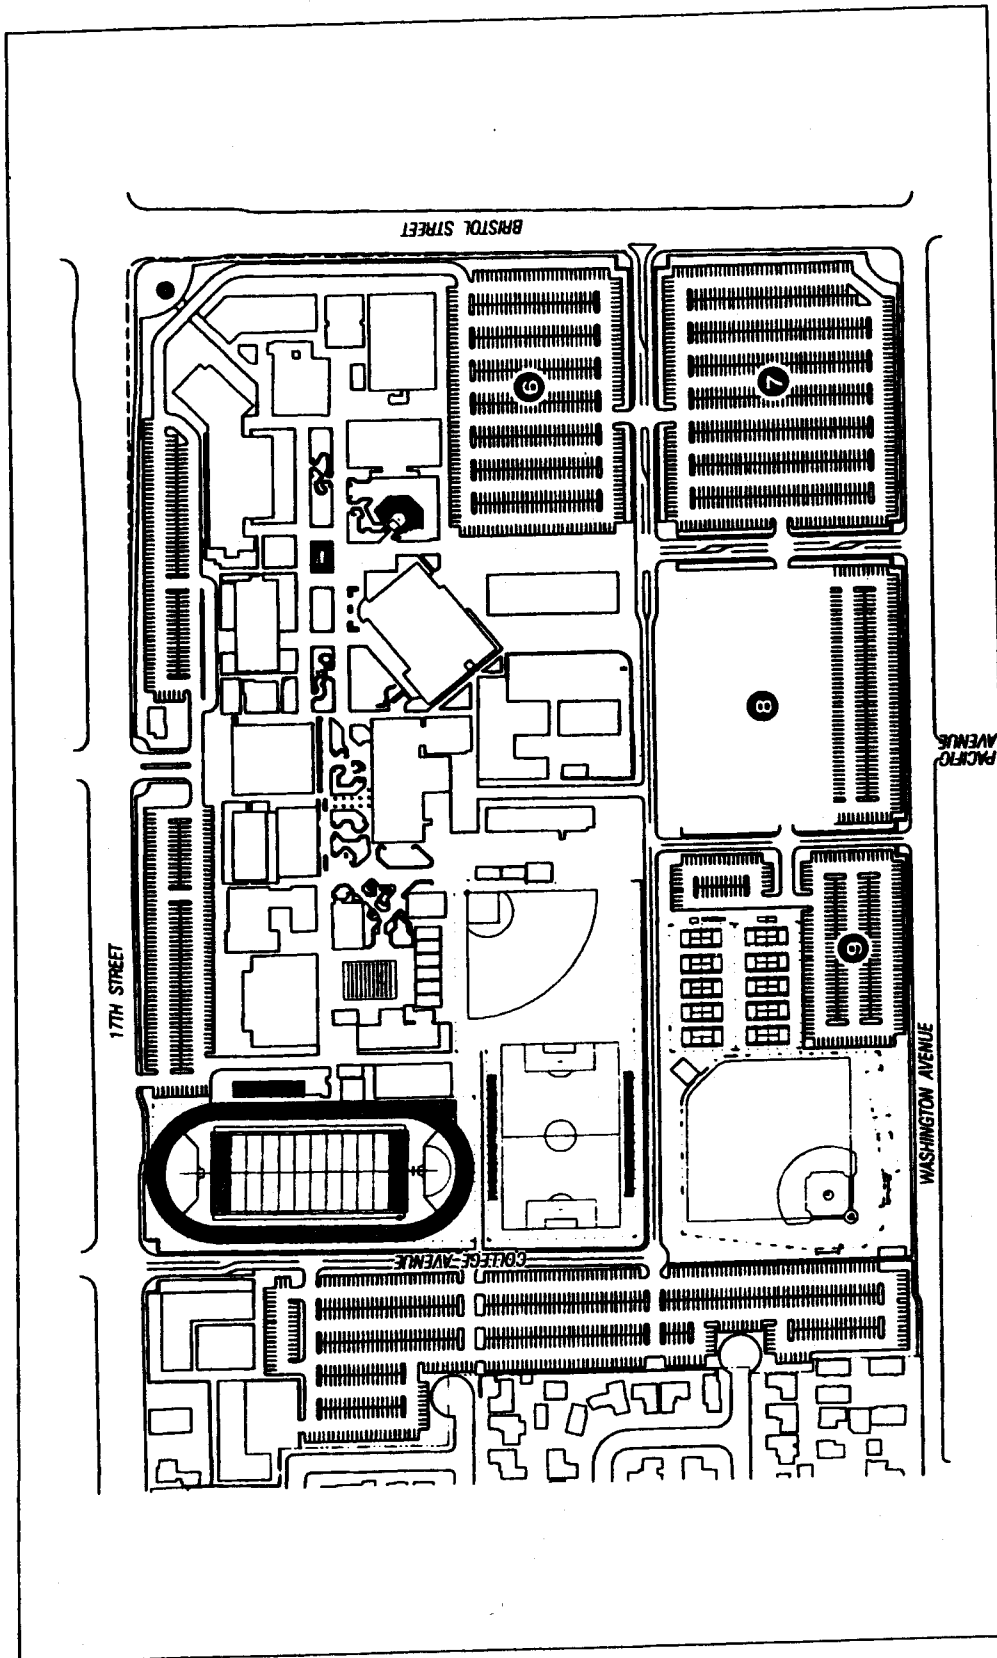 BRISTOL STREET
6
7
8
PACIFIC
AVENUE
9
17TH STREET
WASHINGTON AVENUE
COLLEGE AVENUE